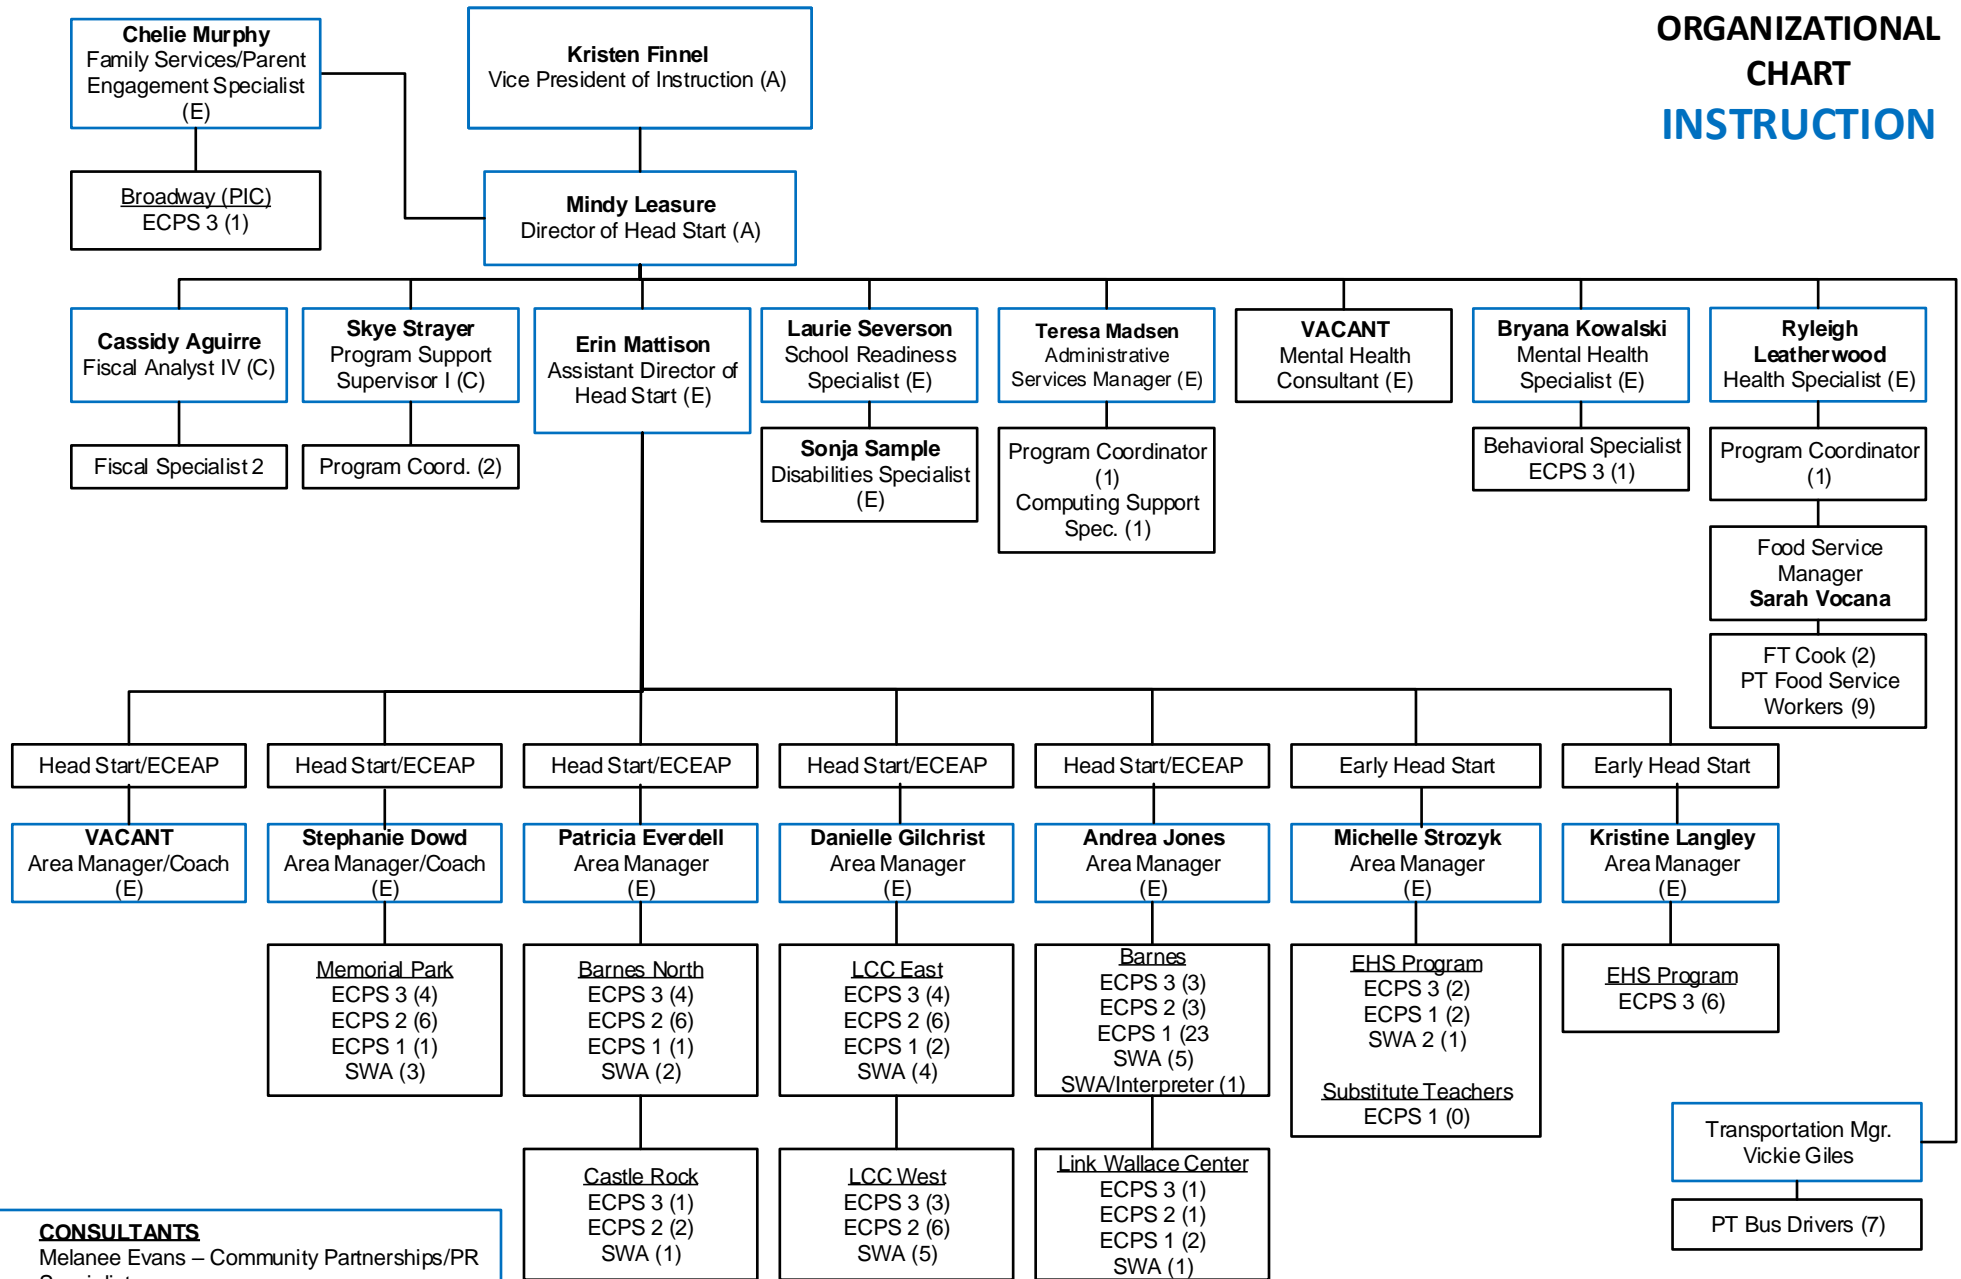 ORGANIZATIONAL
CHART
INSTRUCTION
Chelie Murphy
Family Services/Parent
Engagement Specialist
(E)
Kristen Finnel
Vice President of Instruction (A)
Broadway (PIC)
ECPS 3 (1)
Mindy Leasure
Director of Head Start (A)
Cassidy Aguirre
Fiscal Analyst IV (C)
Skye Strayer
Program Support
Supervisor I (C)
Erin Mattison
Assistant Director of
Head Start (E)
Laurie Severson
School Readiness
Specialist (E)
Teresa Madsen
Administrative
Services Manager (E)
VACANT
Mental Health
Consultant (E)
Bryana Kowalski
Mental Health
Specialist (E)
Ryleigh
Leatherwood
Health Specialist (E)
Fiscal Specialist 2
Program Coord. (2)
Sonja Sample
Disabilities Specialist
(E)
Program Coordinator
(1)
Computing Support
Spec. (1)
Behavioral Specialist
ECPS 3 (1)
Program Coordinator
(1)
Food Service
Manager
Sarah Vocana
FT Cook (2)
PT Food Service
Workers (9)
Head Start/ECEAP
Head Start/ECEAP
Head Start/ECEAP
Head Start/ECEAP
Head Start/ECEAP
Early Head Start
Early Head Start
VACANT
Area Manager/Coach
(E)
Stephanie Dowd
Area Manager/Coach
(E)
Patricia Everdell
Area Manager
(E)
Danielle Gilchrist
Area Manager
(E)
Andrea Jones
Area Manager
(E)
Michelle Strozyk
Area Manager
(E)
Kristine Langley
Area Manager
(E)
Memorial Park
ECPS 3 (4)
ECPS 2 (6)
ECPS 1 (1)
SWA (3)
Barnes North
ECPS 3 (4)
ECPS 2 (6)
ECPS 1 (1)
SWA (2)
LCC East
ECPS 3 (4)
ECPS 2 (6)
ECPS 1 (2)
SWA (4)
Barnes
ECPS 3 (3)
ECPS 2 (3)
ECPS 1 (23
SWA (5)
SWA/Interpreter (1)
EHS Program
ECPS 3 (2)
ECPS 1 (2)
SWA 2 (1)
Substitute Teachers
ECPS 1 (0)
EHS Program
ECPS 3 (6)
Castle Rock
ECPS 3 (1)
ECPS 2 (2)
SWA (1)
LCC West
ECPS 3 (3)
ECPS 2 (6)
SWA (5)
Link Wallace Center
ECPS 3 (1)
ECPS 2 (1)
ECPS 1 (2)
SWA (1)
Transportation Mgr.
Vickie Giles
PT Bus Drivers (7)
CONSULTANTS
Melanee Evans – Community Partnerships/PR